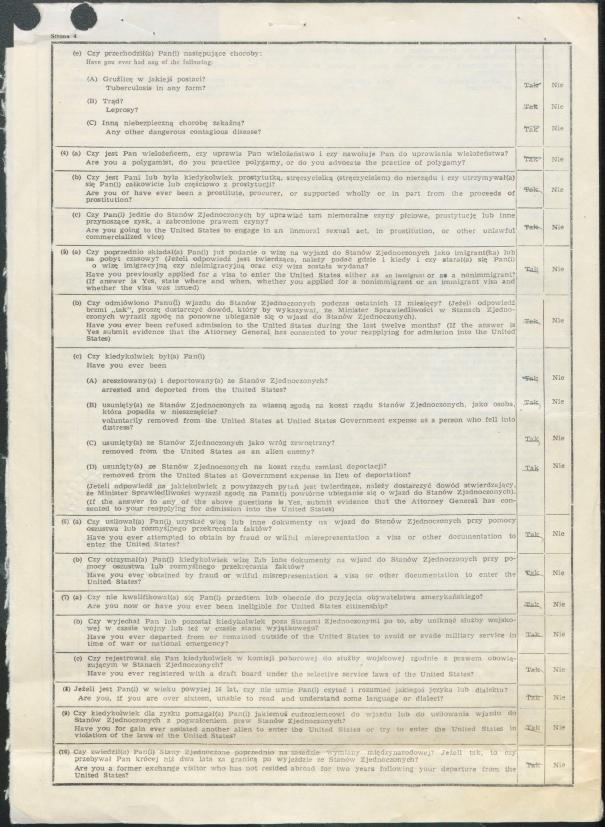 Strona 4
(e) Czy przechodził(a) Pan(i) następujące choroby:
Have you ever had any of the following:
(A) Gruźlicę w jakiejś postaci? Tak Nie
Tuberculosis in any form?
(B) Trąd? Tak Nie
Leprosy?
(C) Inną niebezpieczną chorobę zakaźną? Tak Nie
Any other dangerous contagious disease?
(4) (a) Czy jest Pan wielożeńcem, czy uprawia Pan wielożeństwo i czy nawołuje Pan do uprawiania wielożeństwa? Tak Nie
Are you a polygamist, do you practice polygamy, or do you advocate the practice of polygamy?
(b) Czy jest Pani lub była kiedykolwiek prostytutką, stręczycielką (stręczycielem) do nierządu i czy utrzymywał(a)
się Pan(i) całkowicie lub częściowo z prostytucji? Tak Nie
Are you or have ever been a prostitute, procurer, or supported wholly or in part from the proceeds of
prostitution?
(c) Czy Pan(i) jedzie do Stanów Zjednoczonych by uprawiać tam niemoralne czyny płciowe, prostytucję lub inne
przynoszące zysk, a zabronione prawem czyny? Tak Nie
Are you going to the United States to engage in an immoral sexual act, in prostitution, or other unlawful
commercialized vice)
(5) (a) Czy poprzednio składał(a) Pan(i) już podanie o wizę na wyjazd do Stanów Zjednoczonych jako imigrant(ka) lub
na pobyt czasowy? (Jeżeli odpowiedź jest twierdząca, należy podać gdzie i kiedy i czy starał(a) się Pan(i)
o wizę imigracyjną czy nieimigracyjną oraz czy wiza została wydana? Tak Nie
Have you previously applied for a visa to enter the United States either as an immigrant or as a nonimmigrant?
(If answer is Yes, state where and when, whether you applied for a nonimmigrant or an immigrant visa and
whether the visa was issued)
(b) Czy odmówiono Panu(i) wjazdu do Stanów Zjednoczonych podczas ostatnich 12 miesięcy? (Jeżeli odpowiedź
brzmi „tak", proszę dostarczyć dowód, który by wykazywał, że Minister Sprawiedliwości w Stanach Zjedno-
czonych wyraził zgodę na ponowne ubieganie się o wjazd do Stanów Zjednoczonych). Tak Nie
Have you ever been refused admission to the United States during the last twelve months? (If the answer is
Yes submit evidence that the Attorney General has consented to your reapplying for admission into the United
States)
(c) Czy kiedykolwiek był(a) Pan(i)
Have you ever been
(A) aresztowany(a) i deportowany(a) ze Stanów Zjednoczonych? Tak Nie
arrested and deported from the United States?
(B) usunięty(a) ze Stanów Zjednoczonych za własną zgodą na koszt rządu Stanów Zjednoczonych, jako osoba, Tak Nie
która popadła w nieszczęście?
voluntarily removed from the United States at United States Government expense as a person who fell into
distress?
(C) usunięty(a) ze Stanów Zjednoczonych jako wróg zewnętrzny? Tak Nie
removed from the United States as an alien enemy?
(D) usunięty(a) ze Stanów Zjednoczonych na koszt rządu zamiast deportacji? Tak Nie
removed from the United States at Government expense in lieu of deportation?
(Jeżeli odpowiedź na jakiekolwiek z powyższych pytań jest twierdząca, należy dostarczyć dowód stwierdzający,
że Minister Sprawiedliwości wyraził zgodę na Pan(a)(i) powtórne ubieganie się o wjazd do Stanów Zjednoczonych).
(If the answer to any of the above questions is Yes, submit evidence that the Attorney General has con-
sented to your reapplying for admission into the United States)
(6) (a) Czy usiłował(a) Pan(i) uzyskać wizę lub inne dokumenty na wjazd do Stanów Zjednoczonych przy pomocy
oszustwa lub rozmyślnego przekręcania faktów?
Have you ever attempted to obtain by fraud or wilful misrepresentation a visa or other documentation to Tak Nie
enter the United States?
(b) Czy otrzymał(a) Pan(i) kiedykolwiek wizę lub inne dokumenty na wjazd do Stanów Zjednoczonych przy po-
mocy oszustwa lub rozmyślnego przekręcania faktów?
Have you ever obtained by fraud or wilful misrepresentation a visa or other documentation to enter the Tak Nie
United States?
(7) (a) Czy nie kwalifikował(a) się Pan(i) przedtem lub obecnie do przyjęcia obywatelstwa amerykańskiego?
Are you now or have you ever been ineligible for United States citizenship? Tak Nie
(b) Czy wyjechał Pan lub pozostał kiedykolwiek poza Stanami Zjednoczonymi po to, aby uniknąć służby wojsko-
wej w czasie wojny lub też w czasie stanu wyjątkowego?
Have you ever departed from or remained outside of the United States to avoid or evade military service in Tak Nie
time of war or national emergency?
(c) Czy rejestrował się Pan kiedykolwiek w komisji poborowej do służby wojskowej zgodnie z prawem obowią-
zującym w Stanach Zjednoczonych?
Have you ever registered with a draft board under the selective service laws of the United States? Tak Nie
(8) Jeżeli jest Pan(i) w wieku powyżej 16 lat, czy nie umie Pan(i) czytać i rozumieć jakiegoś języka lub dialektu?
Are you, if you are over sixteen, unable to read and understand some language or dialect? Tak Nie
(9) Czy kiedykolwiek dla zysku pomagał(a) Pan(i) jakiemuś cudzoziemcowi do wjazdu lub do usiłowania wjazdu do
Stanów Zjednoczonych z pogwałceniem praw Stanów Zjednoczonych?
Have you for gain ever assisted another alien to enter the United States or try to enter the United States in Tak Nie
violation of the laws of the United States?
(10) Czy zwiedził(a) Pan(i) Stany Zjednoczone poprzednio na zasadzie wymiany międzynarodowej? Jeżeli tak, to czy
przebywał Pan krócej niż dwa lata za granicą po wyjeździe ze Stanów Zjednoczonych? Tak Nie
Are you a former exchange visitor who has not resided abroad for two years following your departure from the
United States?